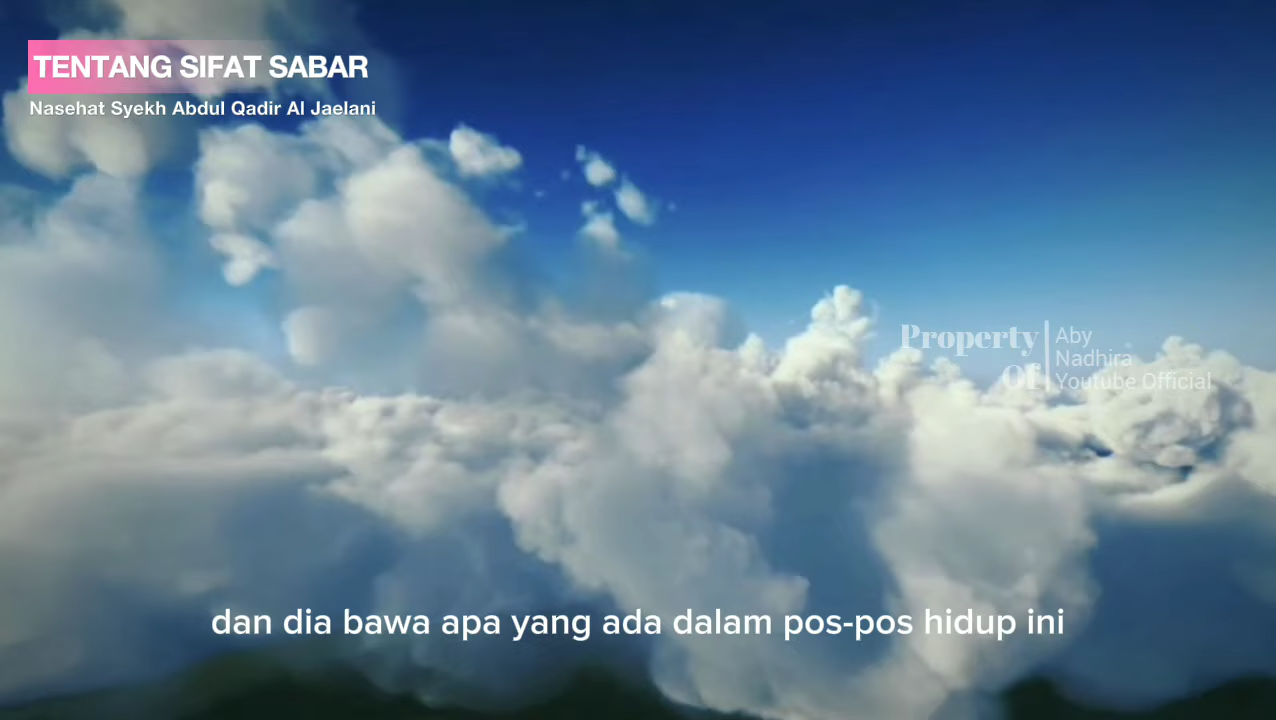 TENTANG SIFAT SABAR
Nasehat Syekh Abdul Qadir Al Jaelani
Property Of
Aby
Nadhira
Youtube Official
dan dia bawa apa yang ada dalam pos-pos hidup ini